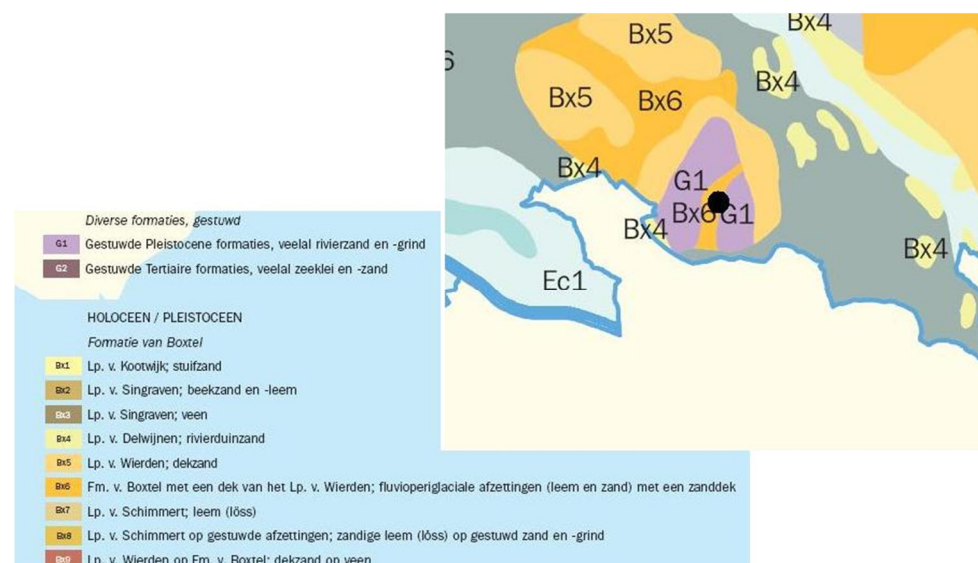 Bx4
Bx5
6
Bx4
Bx5
Bx6
Bx4
G1
Bx6
G1
Bx4
Bx4
Ec1
Diverse formaties, gestuwd
G1 Gestuwde Pleistocene formaties, veelal rivierzand en -grind
G2 Gestuwde Tertiaire formaties, veelal zeeklei en -zand
HOLOCEEN / PLEISTOCEEN
Formatie van Boxtel
Bx1 Lp. v. Kootwijk; stuifzand
Bx2 Lp. v. Singraven; beekzand en -leem
Bx3 Lp. v. Singraven; veen
Bx4 Lp. v. Delwijnen; rivierduinzand
Bx5 Lp. v. Wierden; dekzand
Bx6 Fm. v. Boxtel met een dek van het Lp. v. Wierden; fluvioperiglaciale afzettingen (leem en zand) met een zanddek
Bx7 Lp. v. Schimmert; leem (löss)
Bx8 Lp. v. Schimmert op gestuwde afzettingen; zandige leem (löss) op gestuwd zand en -grind
Bx9 Lp. v. Wierden op Fm. v. Boxtel; dekzand op veen